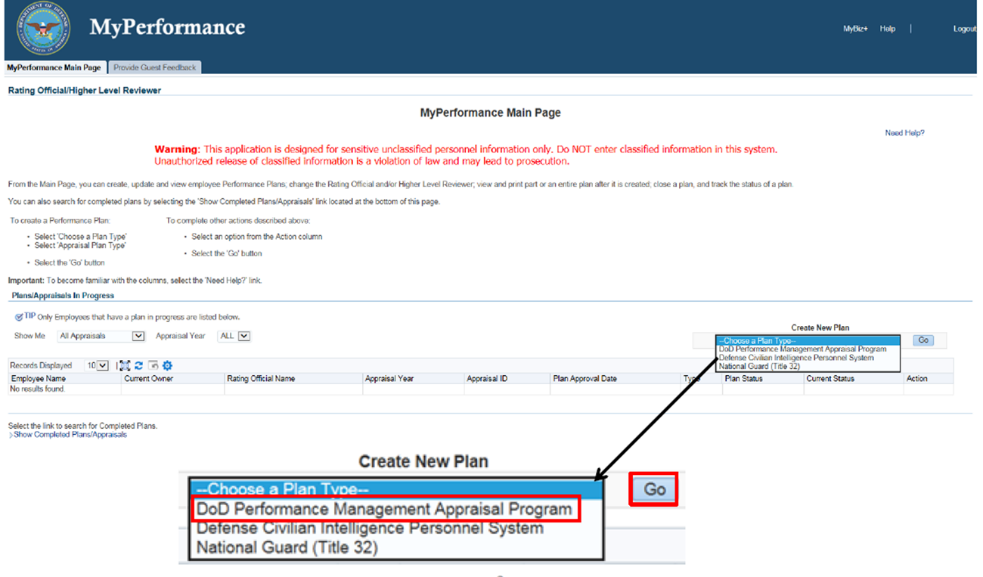 MyPerformance
MyBiz+ Help | Logout
MyPerformance Main Page Provide Guest Feedback
Rating Official/Higher Level Reviewer
MyPerformance Main Page
Need Help?
Warning: This application is designed for sensitive unclassified personnel information only. Do NOT enter classified information in this system.
Unauthorized release of classified information is a violation of law and may lead to prosecution.
From the Main Page, you can create, update and view employee Performance Plans; change the Rating Official and/or Higher Level Reviewer; view and print part or an entire plan after it is created; close a plan, and track the status of a plan.
You can also search for completed plans by selecting the 'Show Completed Plans/Appraisals' link located at the bottom of this page.
To create a Performance Plan: To complete other actions described above:
• Select 'Choose a Plan Type' • Select an option from the Action column
• Select 'Appraisal Plan Type'
• Select the 'Go' button
• Select the 'Go' button
Important: To become familiar with the columns, select the 'Need Help?' link.
Plans/Appraisals In Progress
TIP Only Employees that have a plan in progress are listed below.
Create New Plan
Show Me All Appraisals Appraisal Year ALL
--Choose a Plan Type-- Go
DoD Performance Management Appraisal Program
Defense Civilian Intelligence Personnel System
National Guard (Title 32)
Records Displayed 10
Employee Name Current Owner Rating Official Name Appraisal Year Appraisal ID Plan Approval Date Type Plan Status Current Status Action
No results found.
Select the link to search for Completed Plans.
Show Completed Plans/Appraisals
Create New Plan
--Choose a Plan Type-- Go
DoD Performance Management Appraisal Program
Defense Civilian Intelligence Personnel System
National Guard (Title 32)